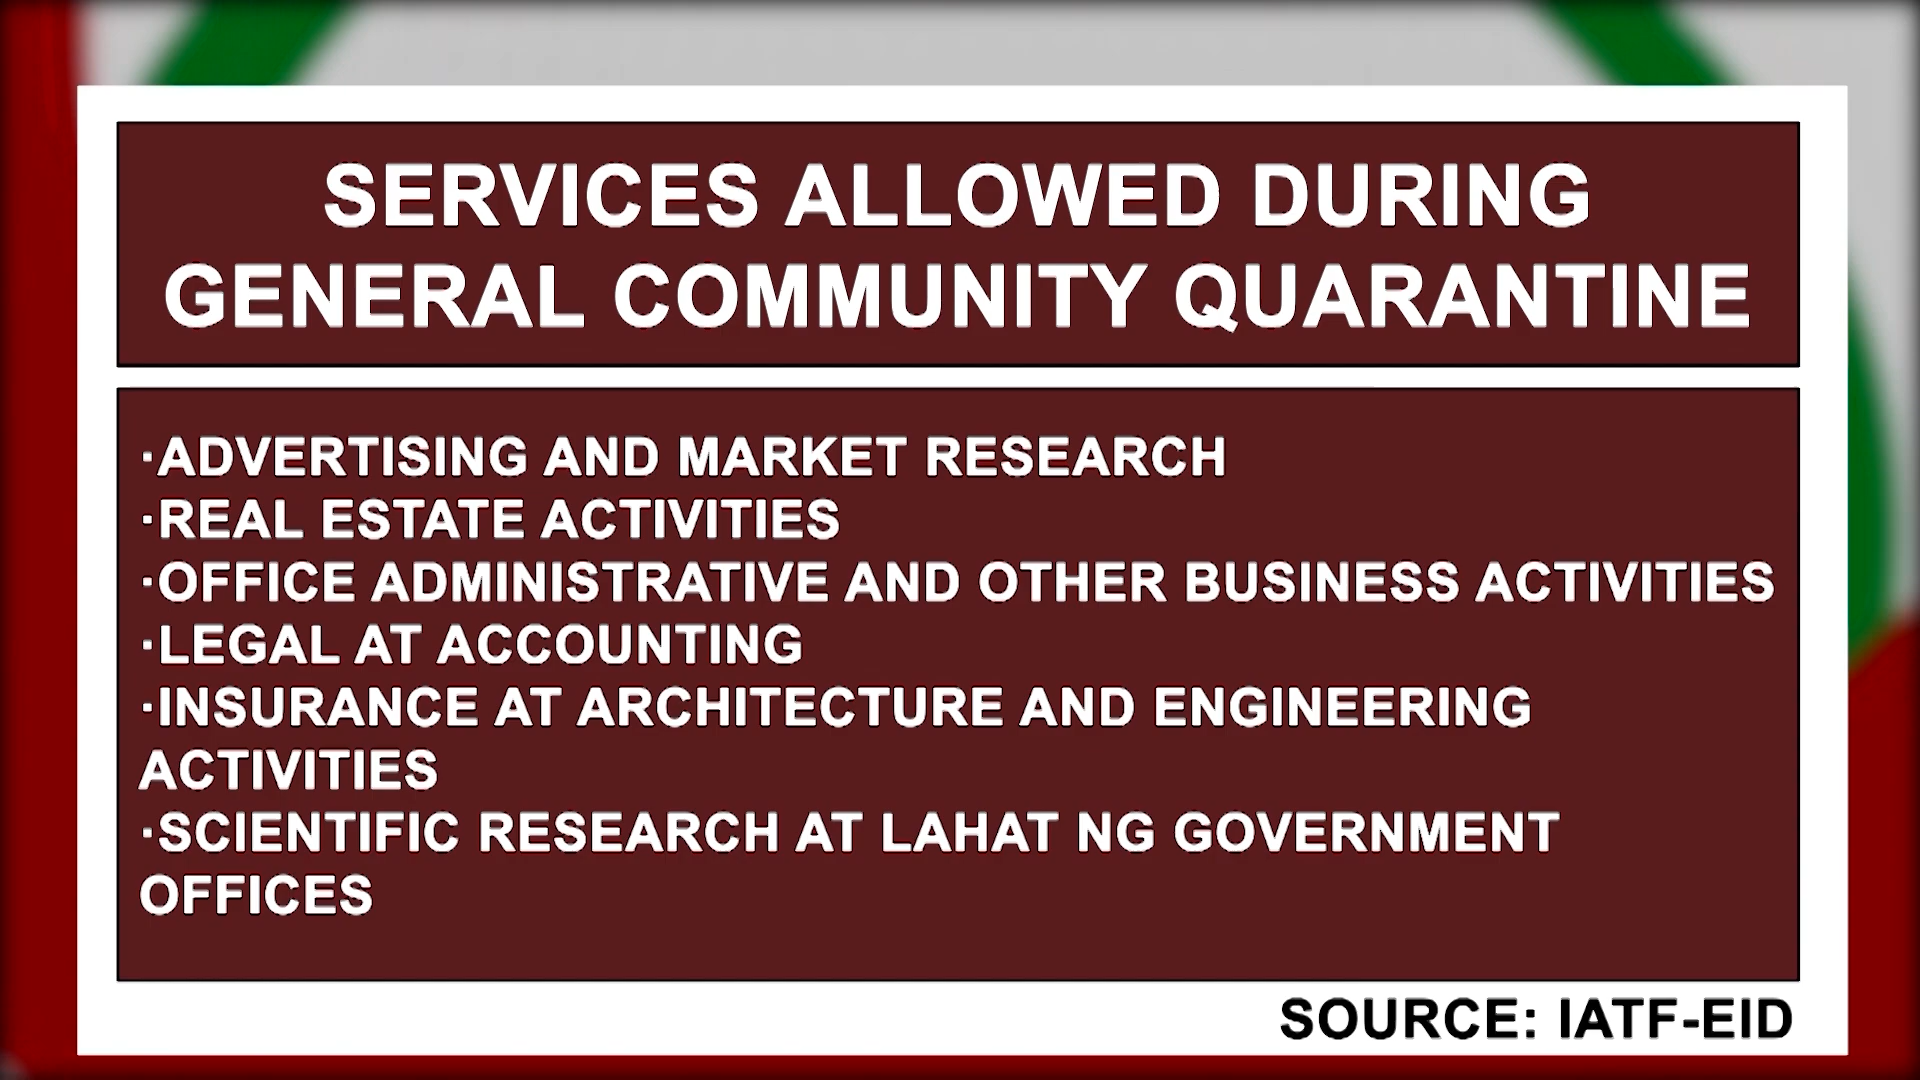 SERVICES ALLOWED DURING
GENERAL COMMUNITY QUARANTINE
·ADVERTISING AND MARKET RESEARCH
·REAL ESTATE ACTIVITIES
·OFFICE ADMINISTRATIVE AND OTHER BUSINESS ACTIVITIES
·LEGAL AT ACCOUNTING
·INSURANCE AT ARCHITECTURE AND ENGINEERING
ACTIVITIES
·SCIENTIFIC RESEARCH AT LAHAT NG GOVERNMENT
OFFICES
SOURCE: IATF-EID